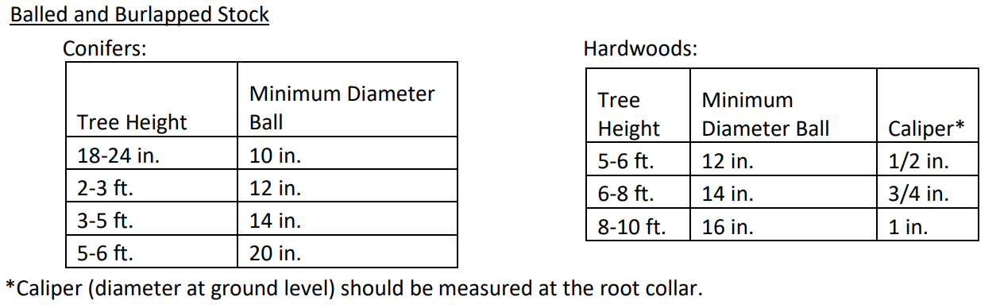 Balled and Burlapped Stock
Conifers:
Tree Height Minimum Diameter Ball
18-24 in. 10 in.
2-3 ft. 12 in.
3-5 ft. 14 in.
5-6 ft. 20 in.
Hardwoods:
Tree Height Minimum Diameter Ball Caliper*
5-6 ft. 12 in. 1/2 in.
6-8 ft. 14 in. 3/4 in.
8-10 ft. 16 in. 1 in.
*Caliper (diameter at ground level) should be measured at the root collar.